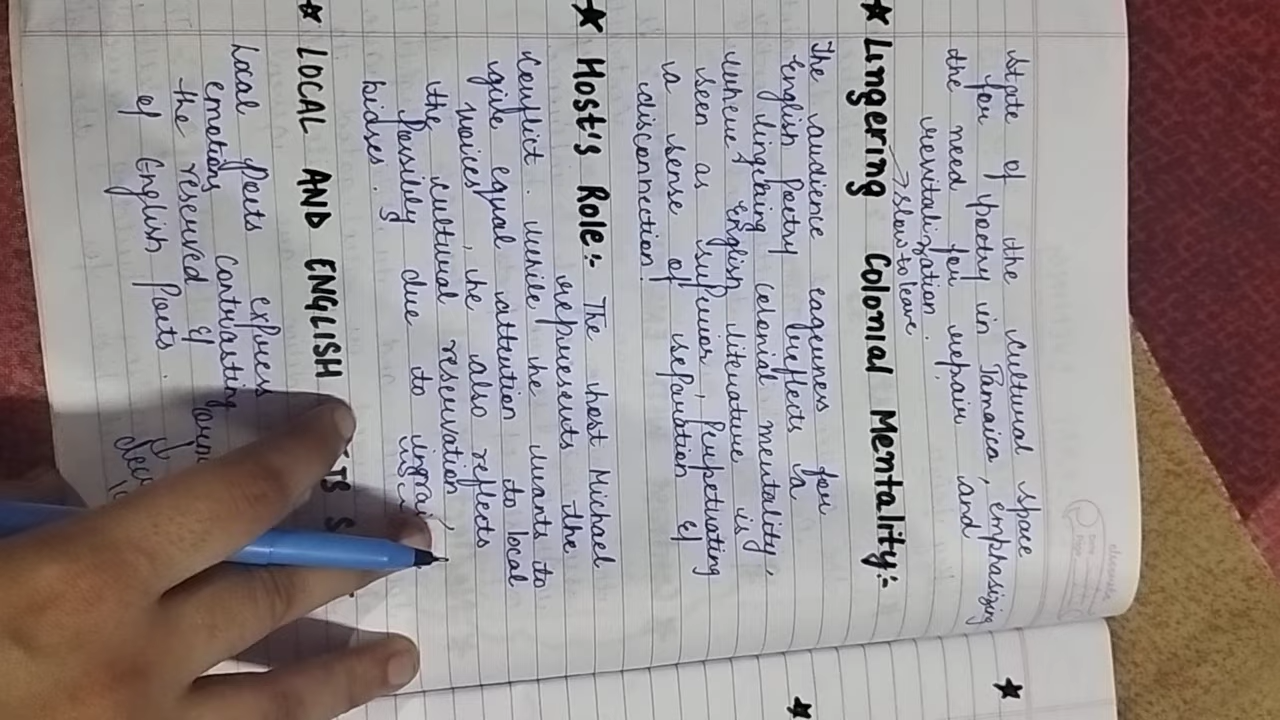 state of the cultural space
for poetry in Jamaica, emphasizing
the need for repair and
revitalization.
→ slow to leave
★ Lingering Colonial Mentality:-
The audience eagerness for
English Poetry reflects a
lingering colonial mentality,
where English literature is
seen as superior, perpetuating
a sense of separation &
disconnection!
★ Host's Role:- The host Michael
represents the
conflict. While he wants to
give equal attention to local
voices, he also reflects
the cultural reservation
Possibly due to
biases.
★ LOCAL AND ENGLISH
Local Poets express
emotions contrasting
the reserved &
of English Poets.